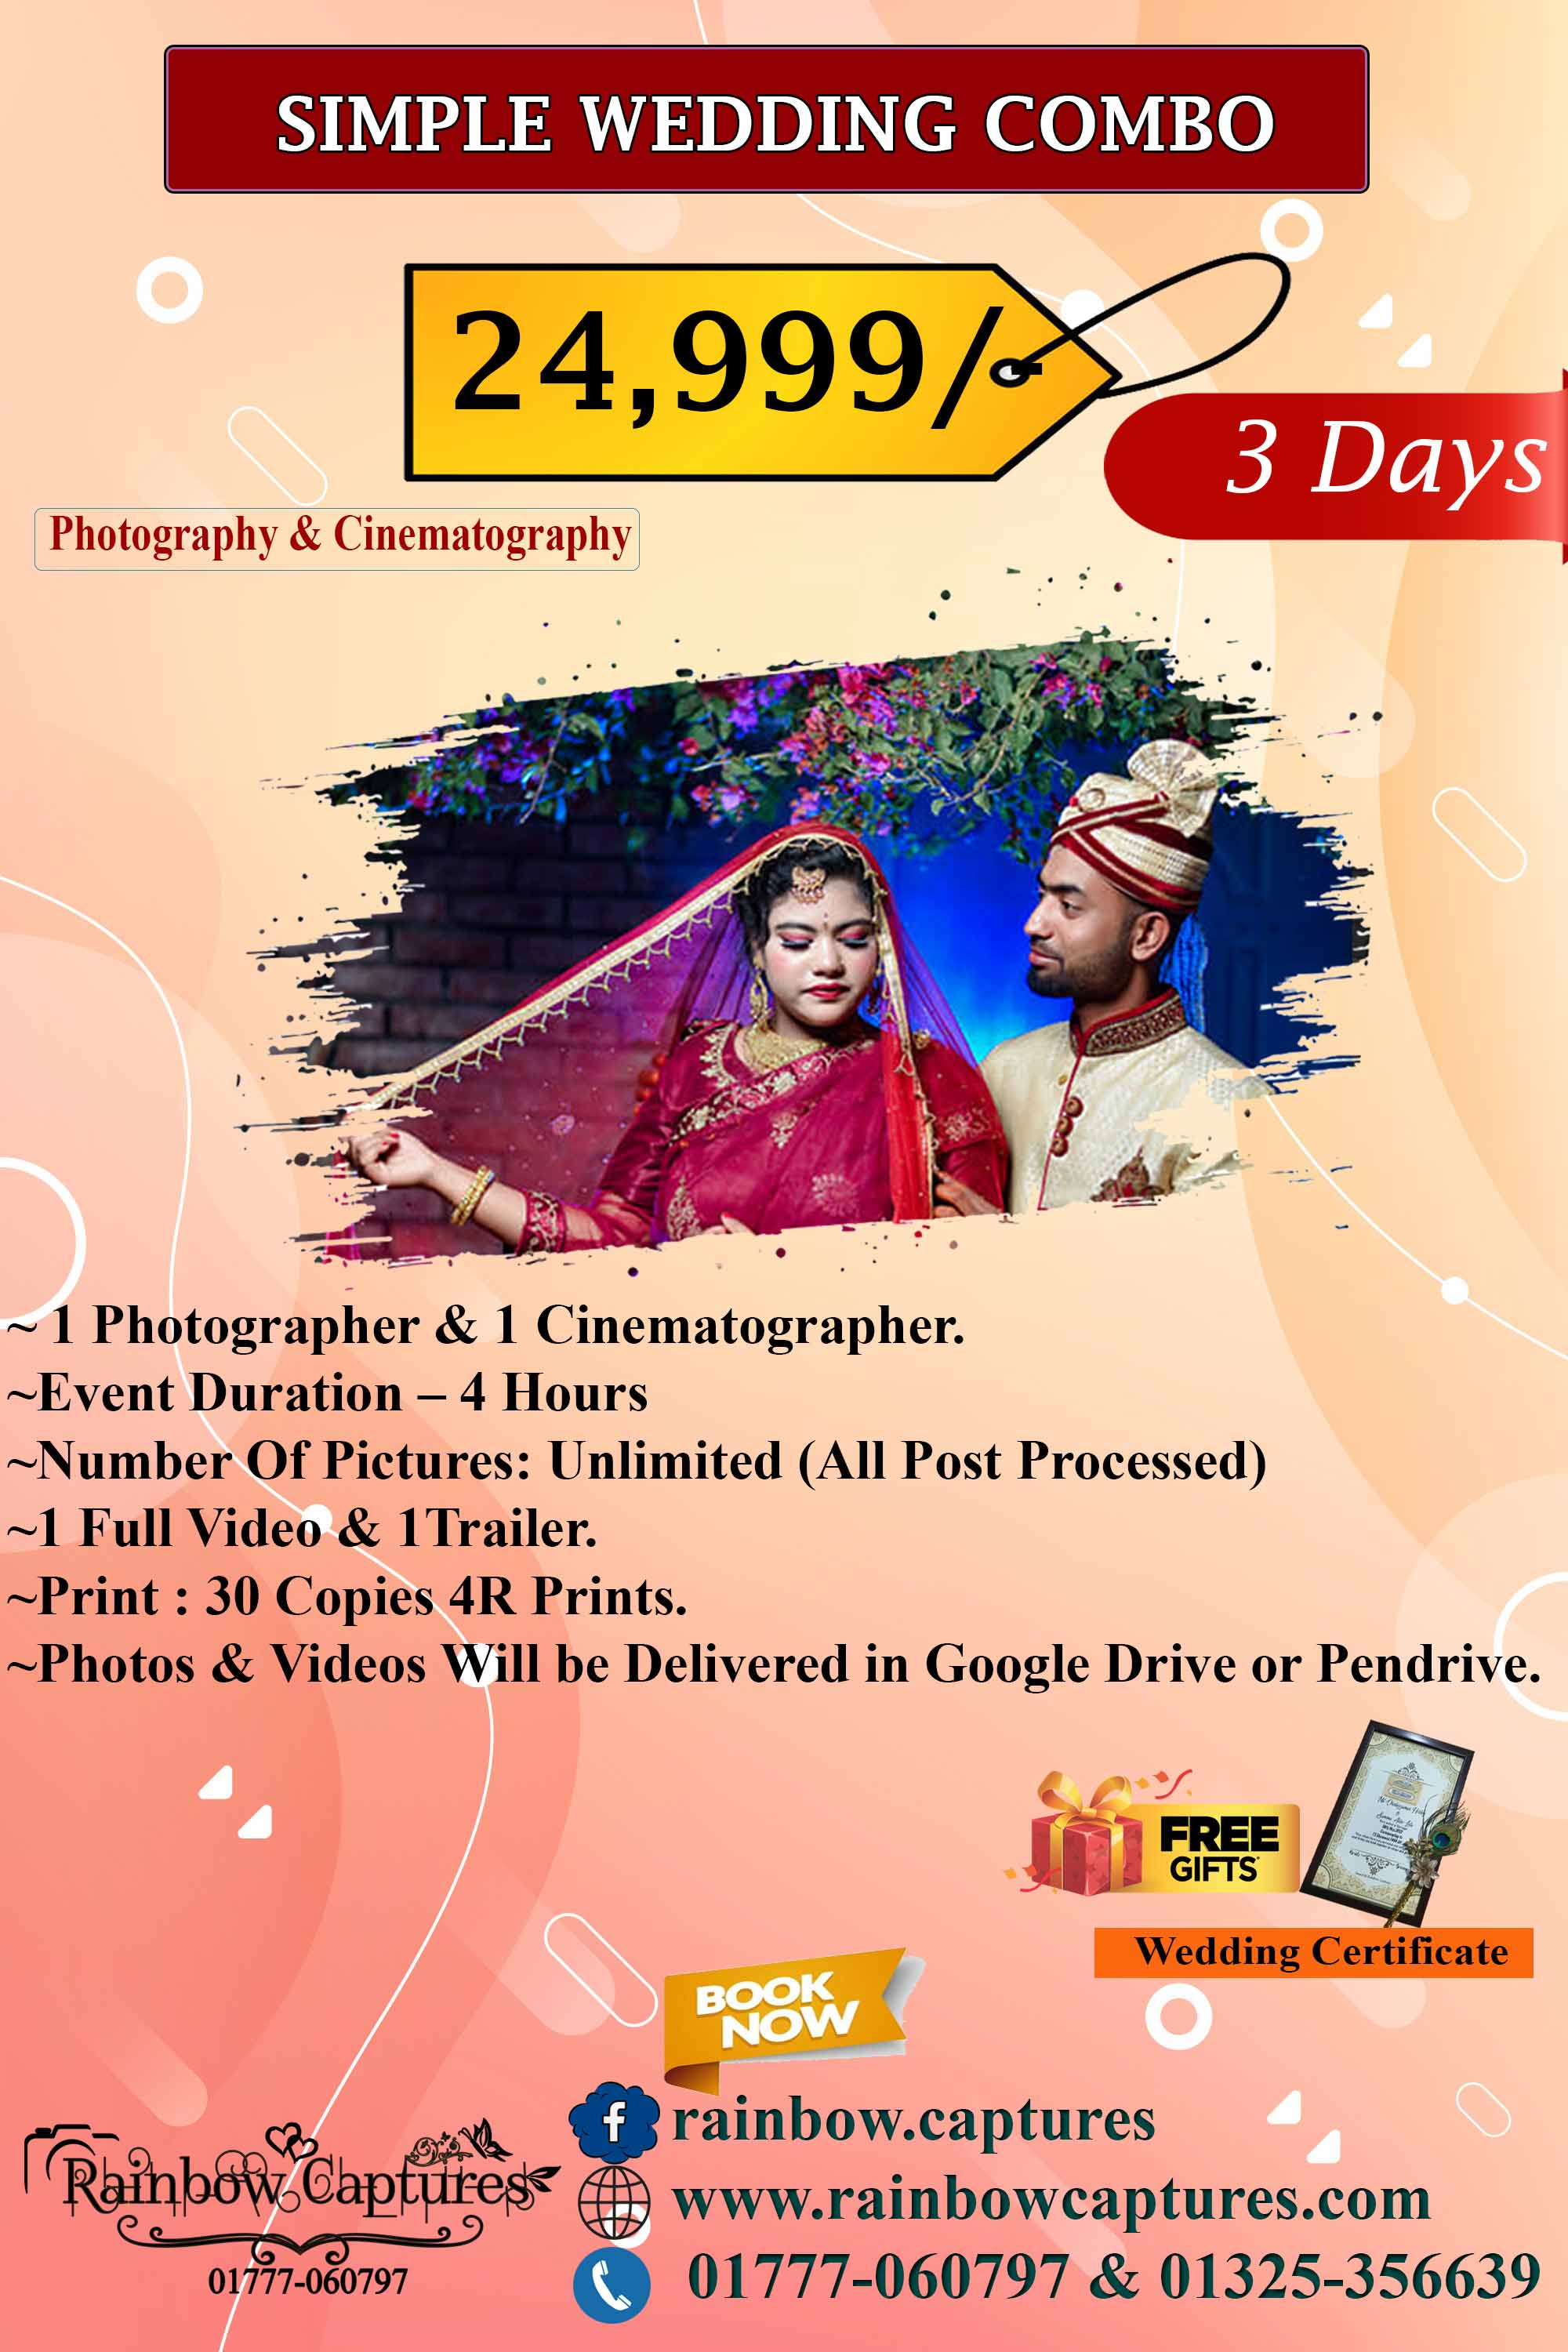 SIMPLE WEDDING COMBO
24,999/-
3 Days
Photography & Cinematography
~ 1 Photographer & 1 Cinematographer.
~Event Duration – 4 Hours
~Number Of Pictures: Unlimited (All Post Processed)
~1 Full Video & 1Trailer.
~Print : 30 Copies 4R Prints.
~Photos & Videos Will be Delivered in Google Drive or Pendrive.
FREE
GIFTS
Wedding Certificate
BOOK
NOW
f rainbow.captures
Rainbow Captures
01777-060797
www.rainbowcaptures.com
01777-060797 & 01325-356639